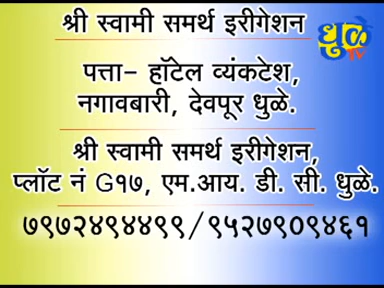 श्री स्वामी समर्थ इरीगेशन
धुळे
पत्ता- हॉटेल व्यंकटेश,
नगावबारी, देवपूर धुळे.
श्री स्वामी समर्थ इरीगेशन,
प्लॉट नं G१७, एम.आय. डी. सी. धुळे.
७९७२४९४४९९/९५२७९०९४६१